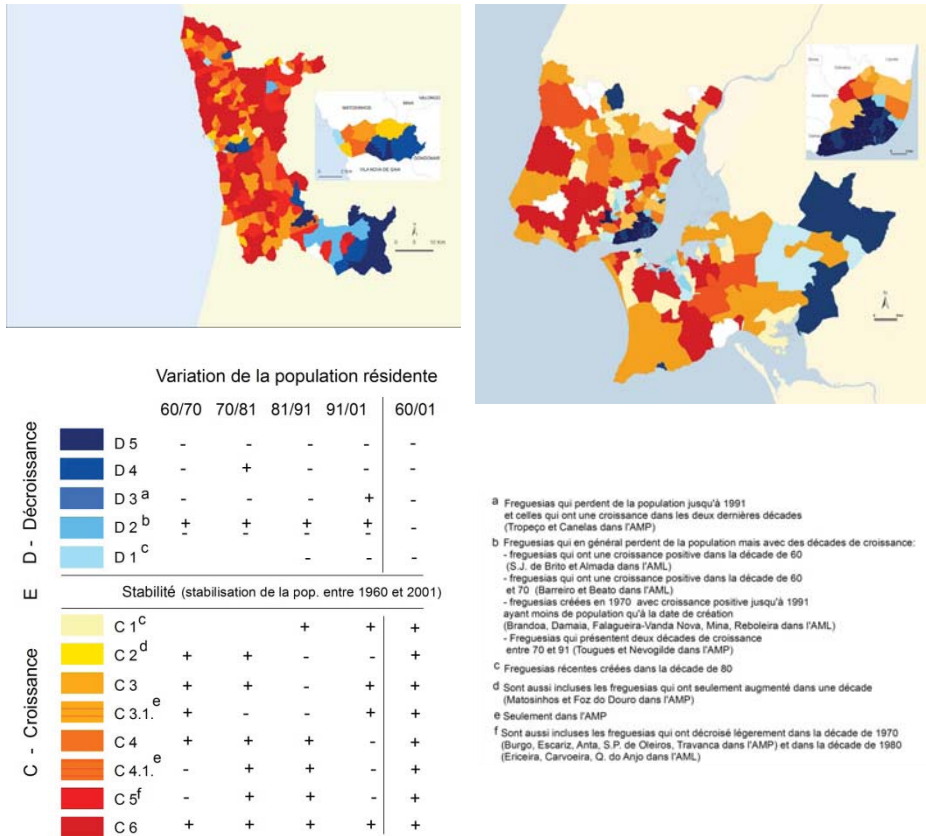 MATOSINHOS
MAIA
VALONGO
GONDOMAR
VILA NOVA DE GAIA
Variation de la population résidente
60/70 70/81 81/91 91/01 60/01
D - Décroissance
D 5 - - - - -
D 4 - + - - -
D 3 a - - - + -
D 2 b + + + + -
- - - -
D 1 c - - -
E
Stabilité (stabilisation de la pop. entre 1960 et 2001)
C - Croissance
C 1 c + + +
C 2 d + + - - +
C 3 + + - + +
C 3.1. e + - - + +
C 4 + + + - +
C 4.1. e - + + - +
C 5 f - + + - +
C 6 + + + + +
a Freguesias qui perdent de la population jusqu'à 1991
et celles qui ont une croissance dans les deux dernières décades
(Tropeço et Canelas dans l'AMP)
b Freguesias qui en général perdent de population mais avec des décades de croissance:
- freguesias qui ont une croissance positive dans la décade de 60
(S.J. de Brito et Almada dans l'AML)
- freguesias qui ont une croissance positive dans la décade de 60
et 70 (Barreiro et Beato dans l'AML)
- freguesias créées en 1970 avec croissance positive jusqu'à 1991
ayant moins de population qu'à la date de création
(Brandoa, Damaia, Falagueira-Vanda Nova, Mina, Reboleira dans l'AML)
- Freguesias qui présentent deux décades de croissance
entre 70 et 91 (Tougues et Nevogilde dans l'AMP)
c Freguesias récentes créées dans la décade de 80
d Sont aussi incluses les freguesias qui ont seulement augmenté dans une décade
(Matosinhos et Foz do Douro dans l'AMP)
e Seulement dans l'AMP
f Sont aussi incluses les freguesias qui ont décroisé légerement dans la décade de 1970
(Burgo, Escariz, Anta, S.P. de Oleiros, Travanca dans l'AMP) et dans la décade de 1980
(Ericeira, Carvoeira, Q. do Anjo dans l'AML)